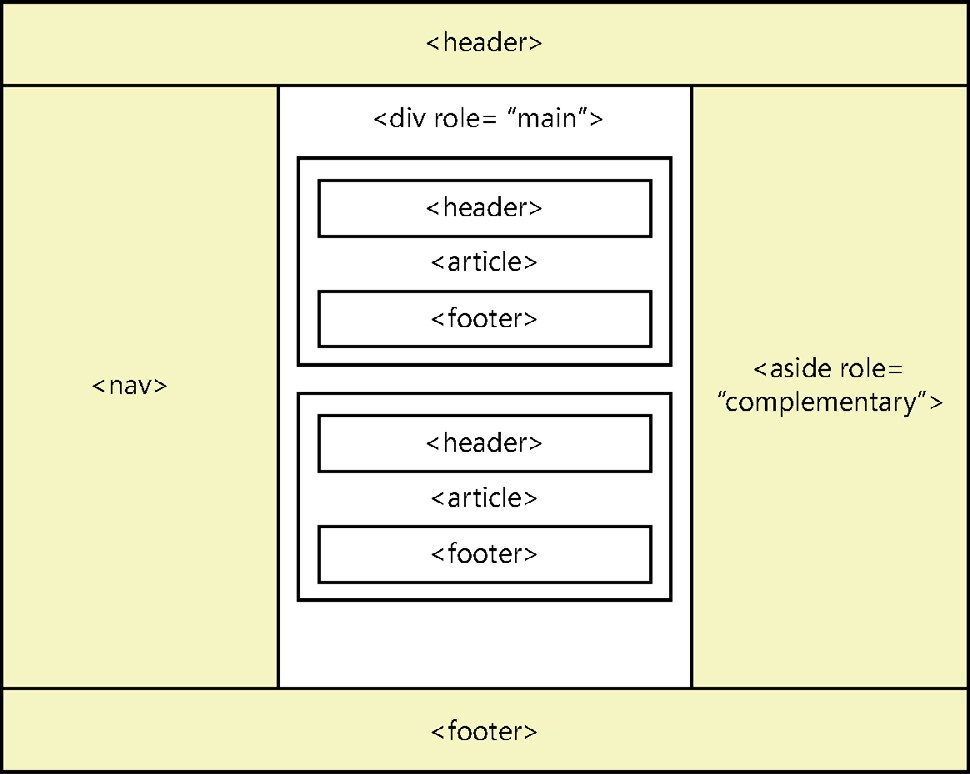 <header>
<div role= “main”>
<header>
<article>
<footer>
<nav>
<aside role=
“complementary”>
<header>
<article>
<footer>
<footer>